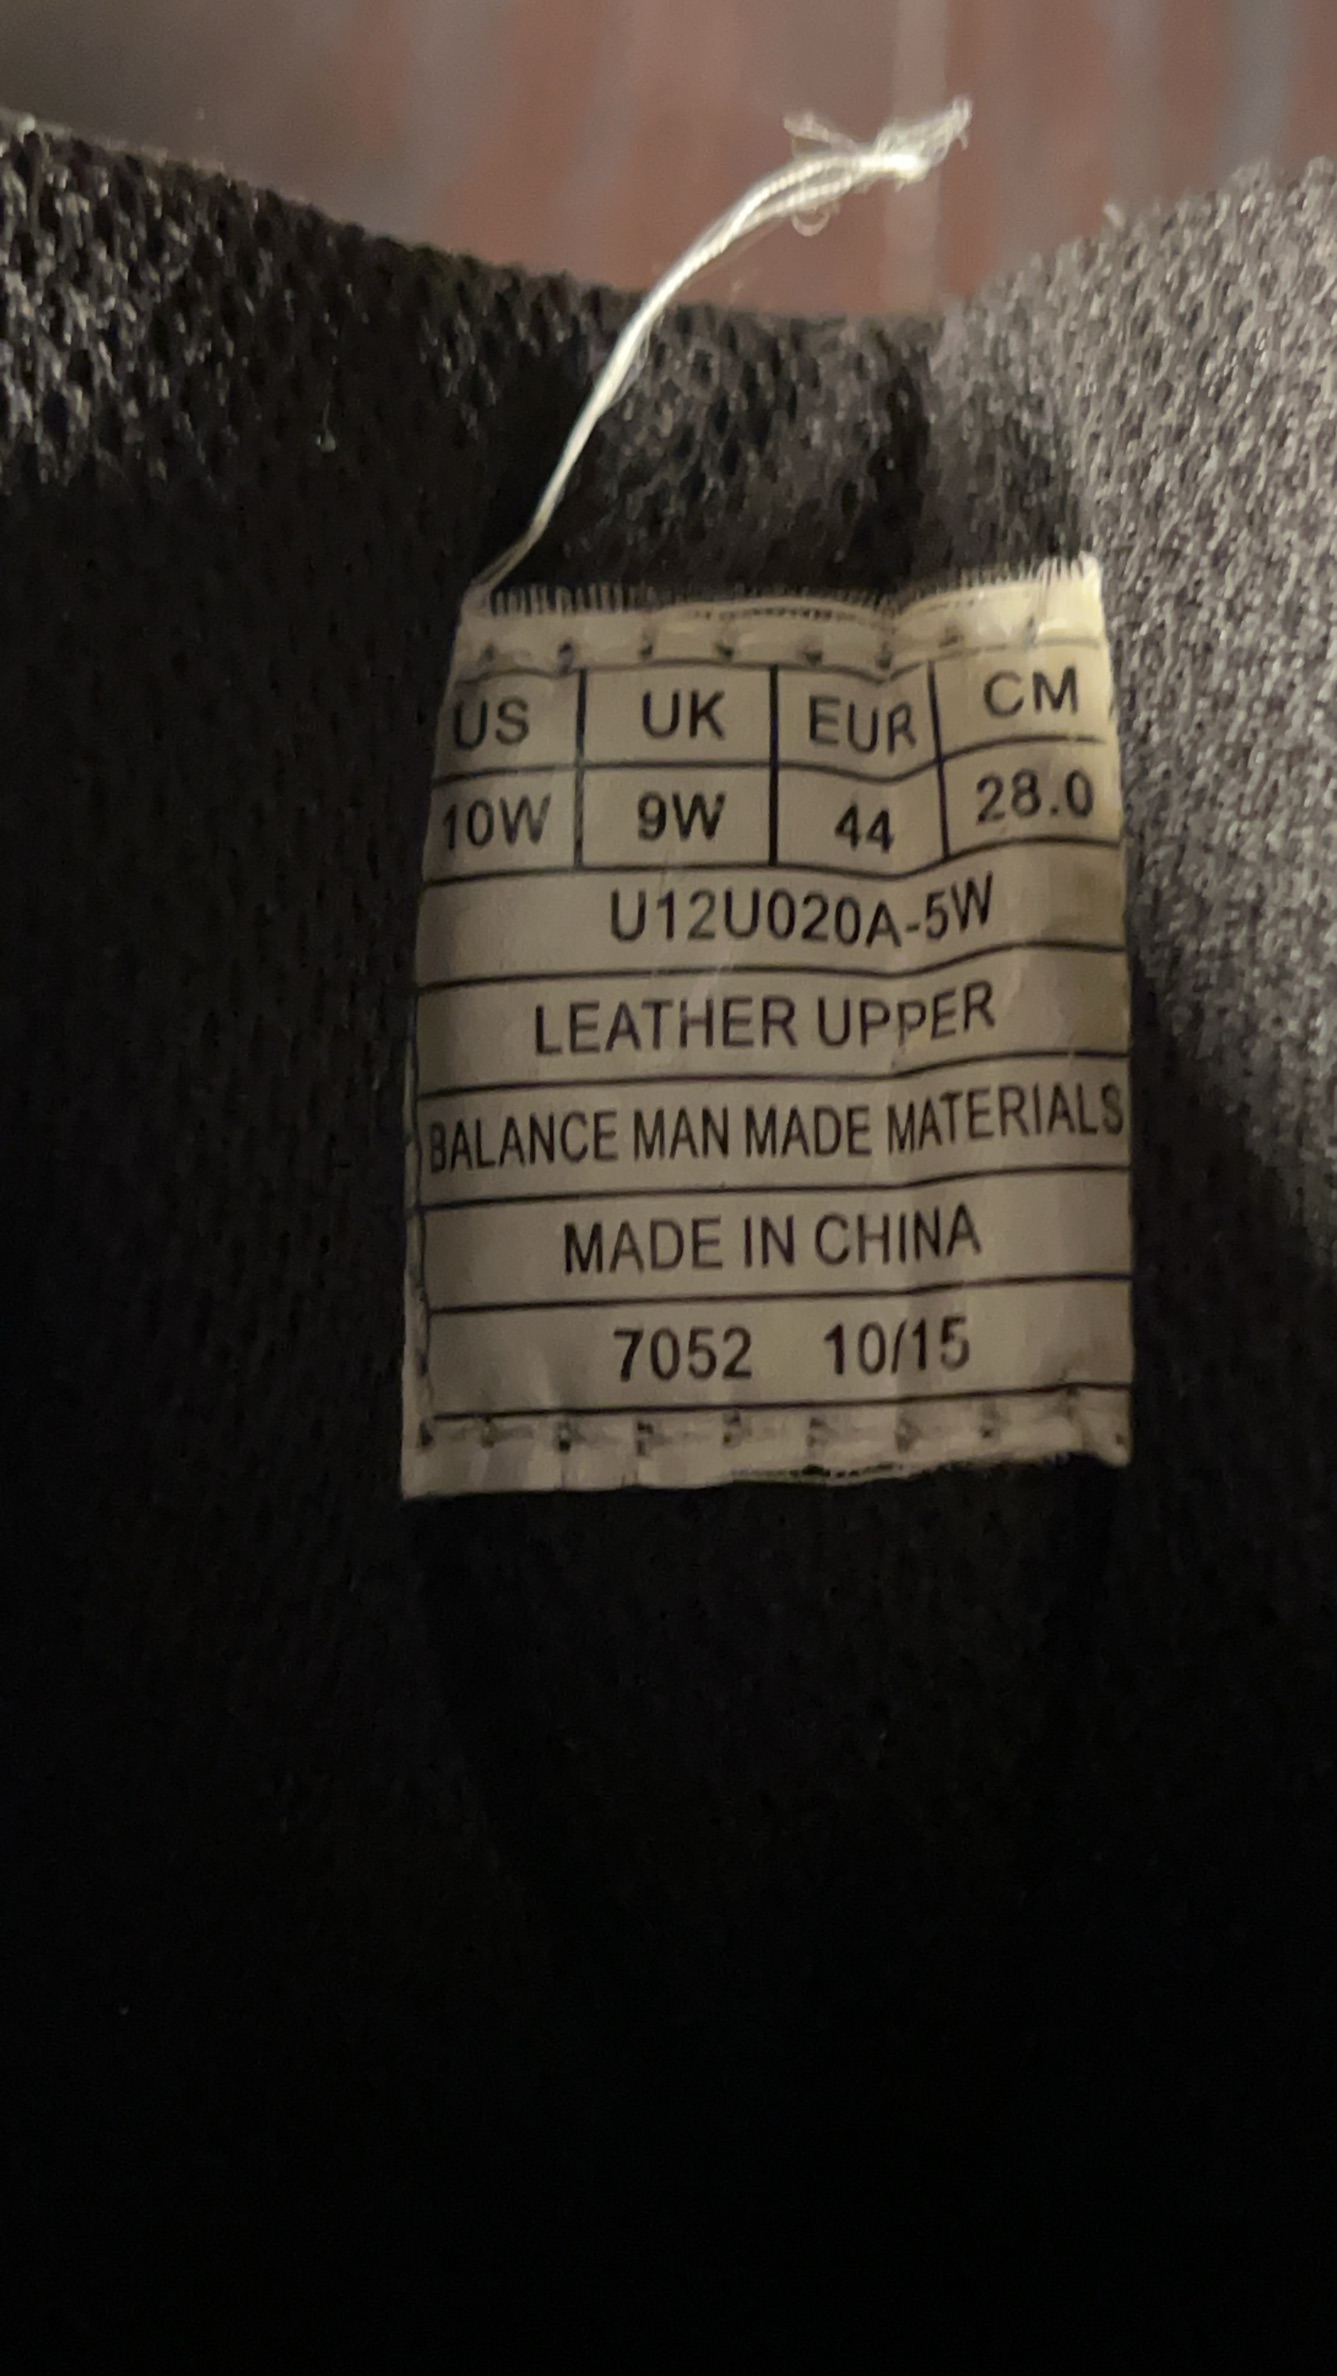 US UK EUR CM
10W 9W 44 28.0
U12U020A-5W
LEATHER UPPER
BALANCE MAN MADE MATERIALS
MADE IN CHINA
7052 10/15